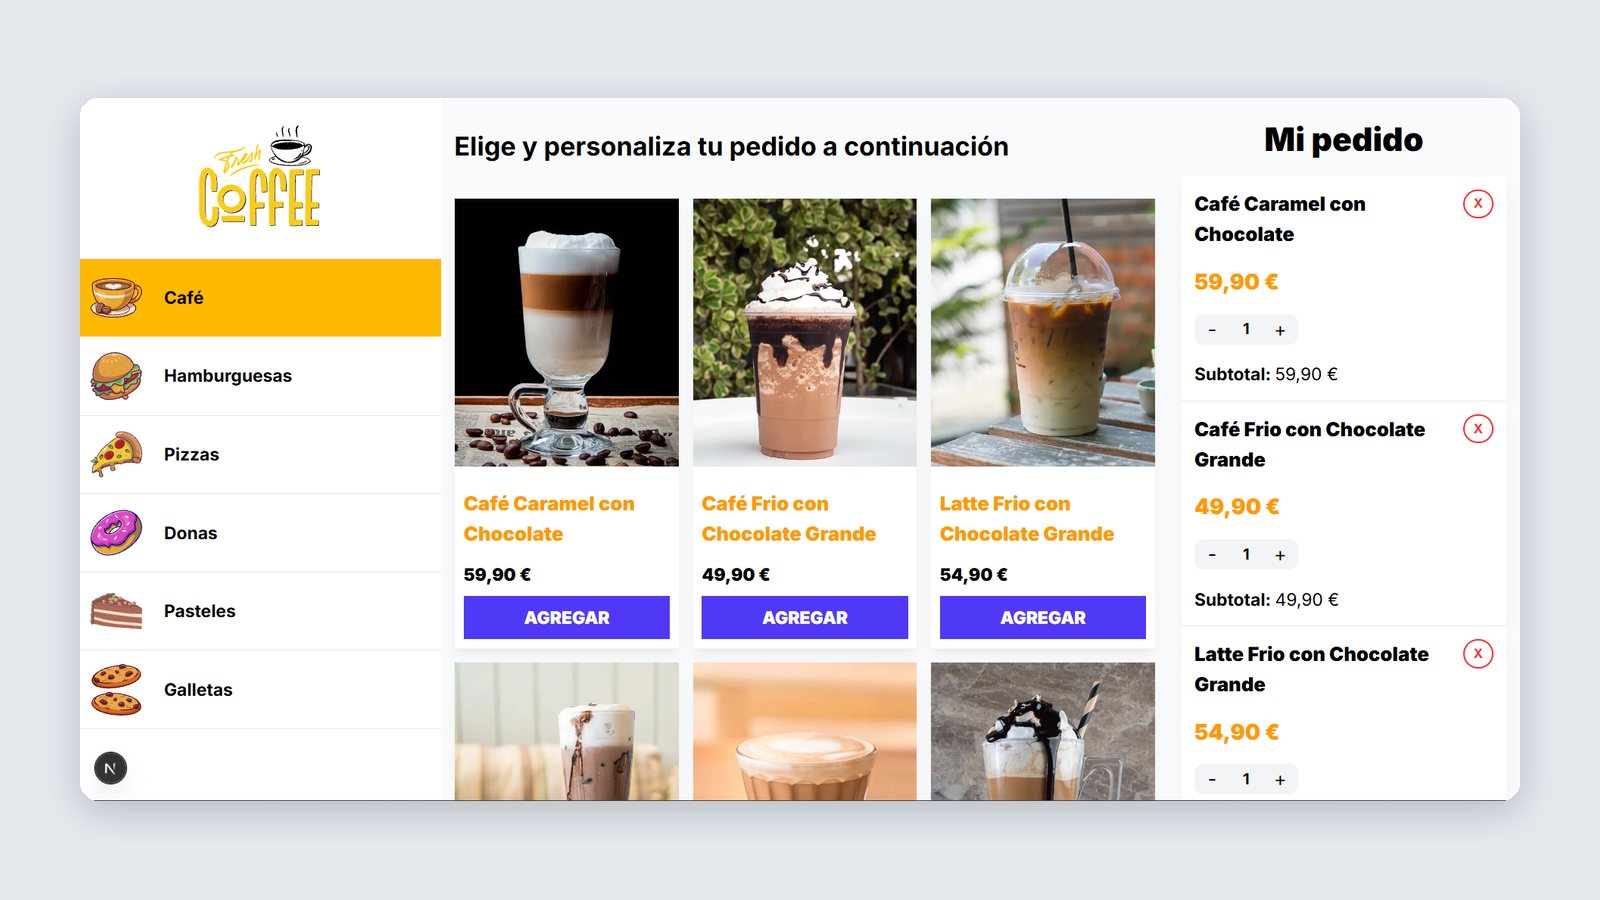 Fresh
COFFEE
Café
Hamburguesas
Pizzas
Donas
Pasteles
Galletas
N
Elige y personaliza tu pedido a continuación
Café Caramel con
Chocolate
59,90 €
AGREGAR
Café Frio con
Chocolate Grande
49,90 €
AGREGAR
Latte Frio con
Chocolate Grande
54,90 €
AGREGAR
Mi pedido
Café Caramel con
Chocolate
X
59,90 €
- 1 +
Subtotal: 59,90 €
Café Frio con Chocolate
Grande
X
49,90 €
- 1 +
Subtotal: 49,90 €
Latte Frio con Chocolate
Grande
X
54,90 €
- 1 +